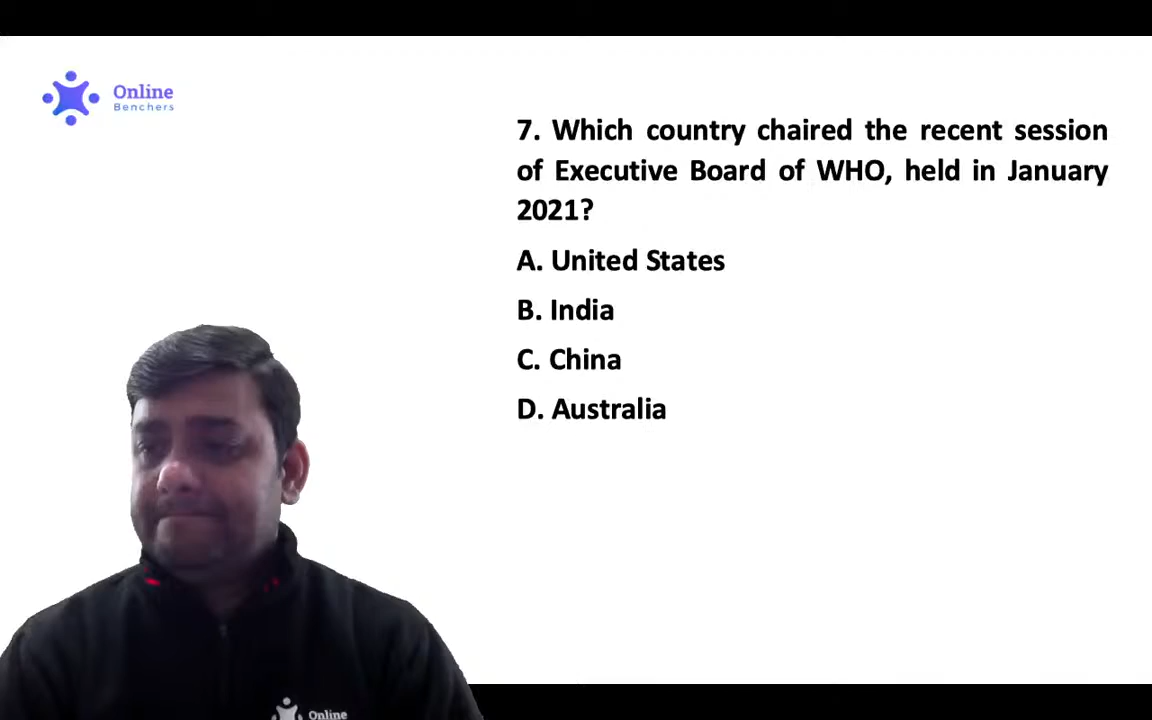 Online
Benchers
7. Which country chaired the recent session
of Executive Board of WHO, held in January
2021?
A. United States
B. India
C. China
D. Australia
Online